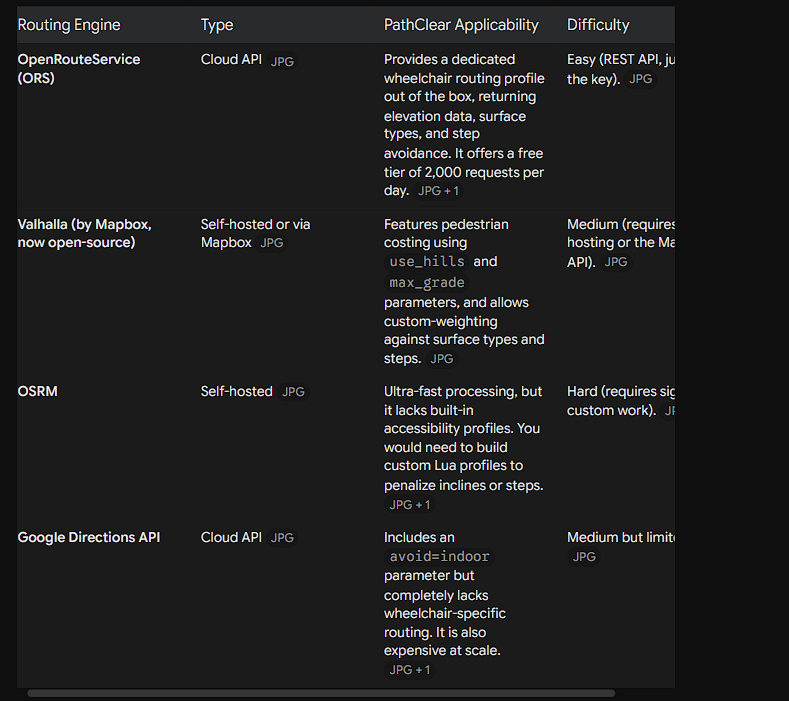 Routing Engine Type PathClear Applicability Difficulty
OpenRouteService (ORS)
Cloud API JPG
Provides a dedicated
wheelchair routing profile
out of the box, returning
elevation data, surface
types, and step
avoidance. It offers a free
tier of 2,000 requests per
day. JPG + 1
Easy (REST API, ju
the key). JPG
Valhalla (by Mapbox,
now open-source)
Self-hosted or via
Mapbox JPG
Features pedestrian
costing using
use_hills and
max_grade
parameters, and allows
custom-weighting
against surface types and
steps. JPG
Medium (requires
hosting or the Ma
API). JPG
OSRM
Self-hosted JPG
Ultra-fast processing, but
it lacks built-in
accessibility profiles. You
would need to build
custom Lua profiles to
penalize inclines or steps.
JPG + 1
Hard (requires sig
custom work). JP
Google Directions API
Cloud API JPG
Includes an
avoid=indoor
parameter but
completely lacks
wheelchair-specific
routing. It is also
expensive at scale.
JPG + 1
Medium but limite
JPG